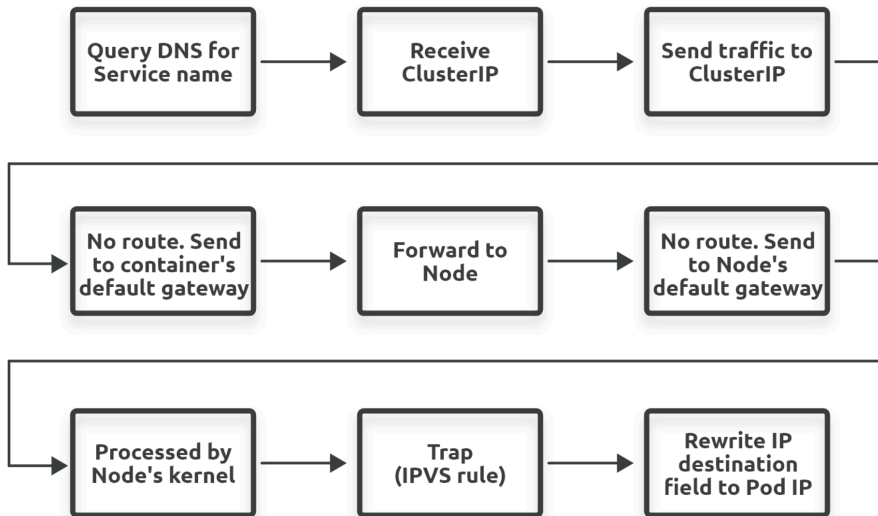 Query DNS for
Service name
Receive
ClusterIP
Send traffic to
ClusterIP
No route. Send
to container's
default gateway
Forward to
Node
No route. Send
to Node's
default gateway
Processed by
Node's kernel
Trap
(IPVS rule)
Rewrite IP
destination
field to Pod IP